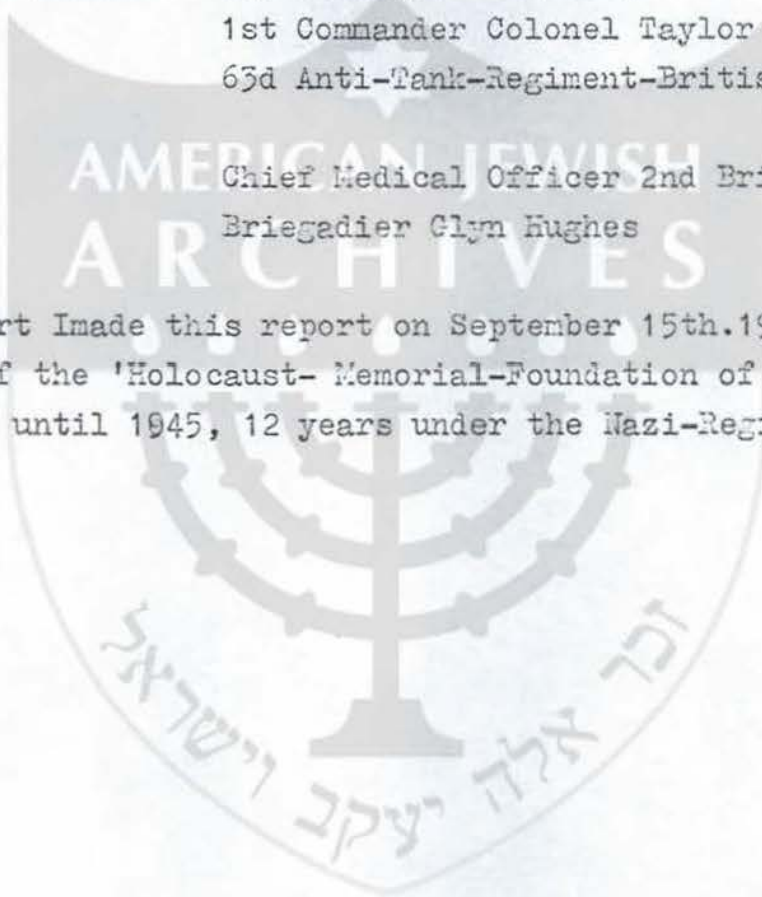 1st Commander Colonel Taylor
63d Anti-Tank-Regiment-Britis
AMERICAN JEWISH
Chief Medical Officer 2nd Bri
Briegadier Glyn Hughes
ARCHIVES
rt Imade this report on September 15th.19
f the 'Holocaust- Memorial-Foundation of
until 1945, 12 years under the Nazi-Regi
זכר אלה יעקב וישראל